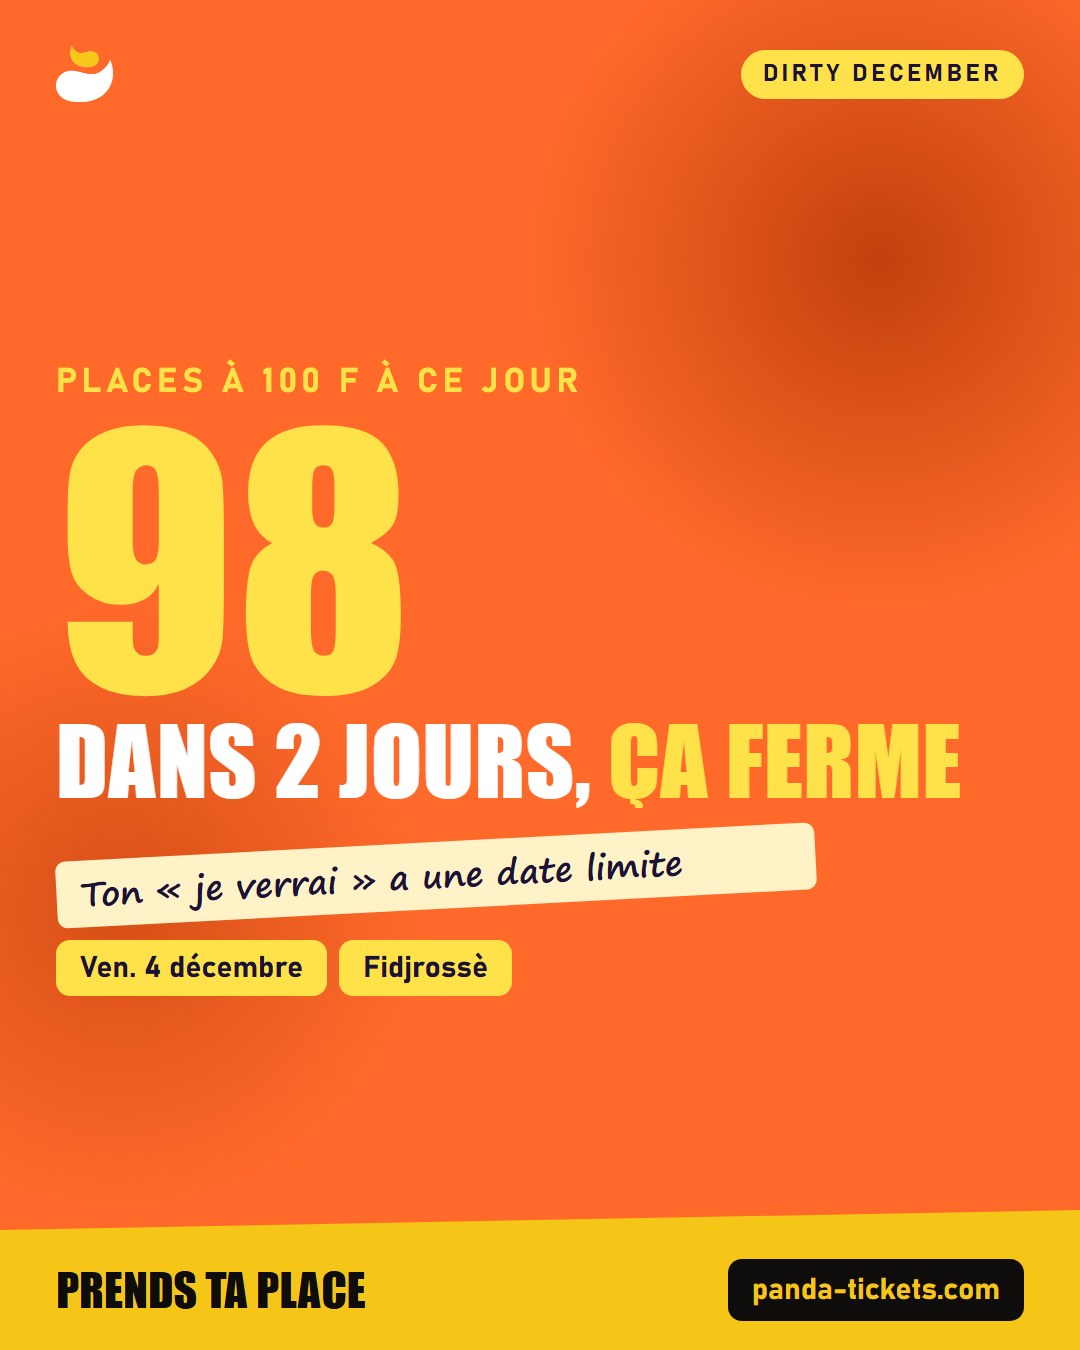 DIRTY DECEMBER
PLACES À 100 F À CE JOUR
98
DANS 2 JOURS, ÇA FERME
Ton « je verrai » a une date limite
Ven. 4 décembre
Fidjrossè
PRENDS TA PLACE
panda-tickets.com